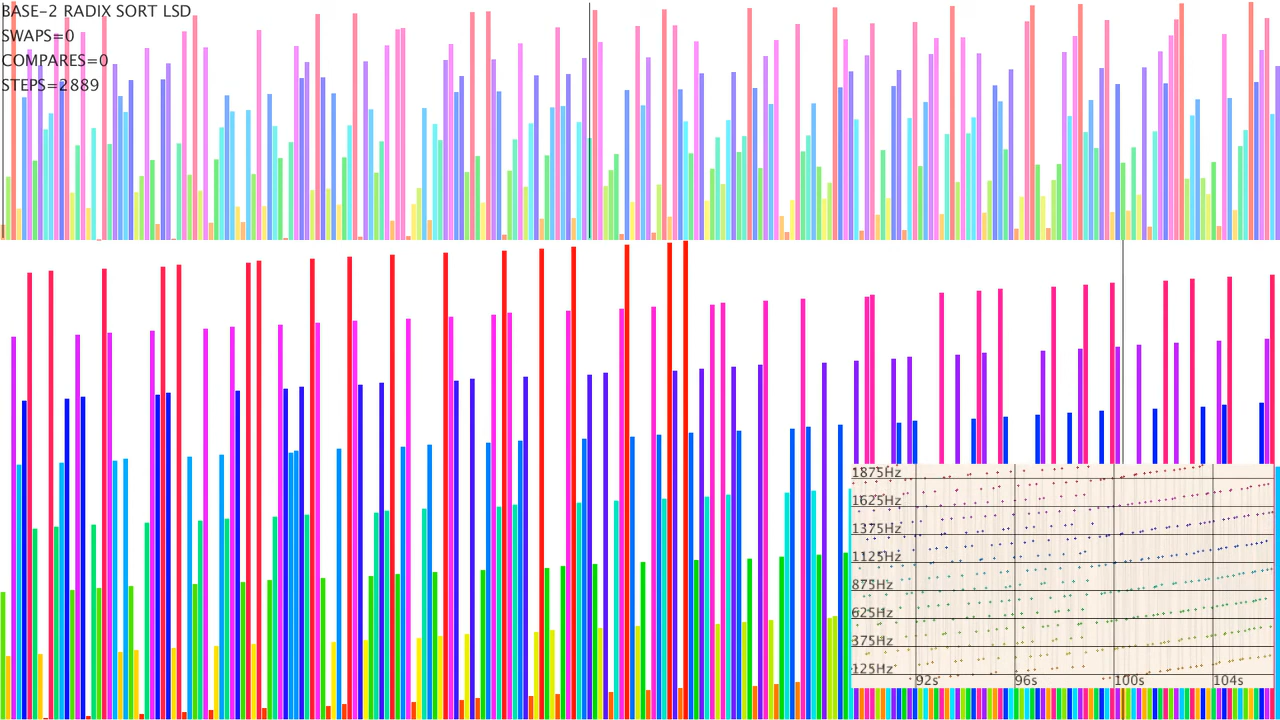 BASE-2 RADIX SORT LSD
SWAPS=0
COMPARES=0
STEPS=2889
1875Hz
1625Hz
1375Hz
1125Hz
875Hz
625Hz
375Hz
125Hz
92s 96s 100s 104s